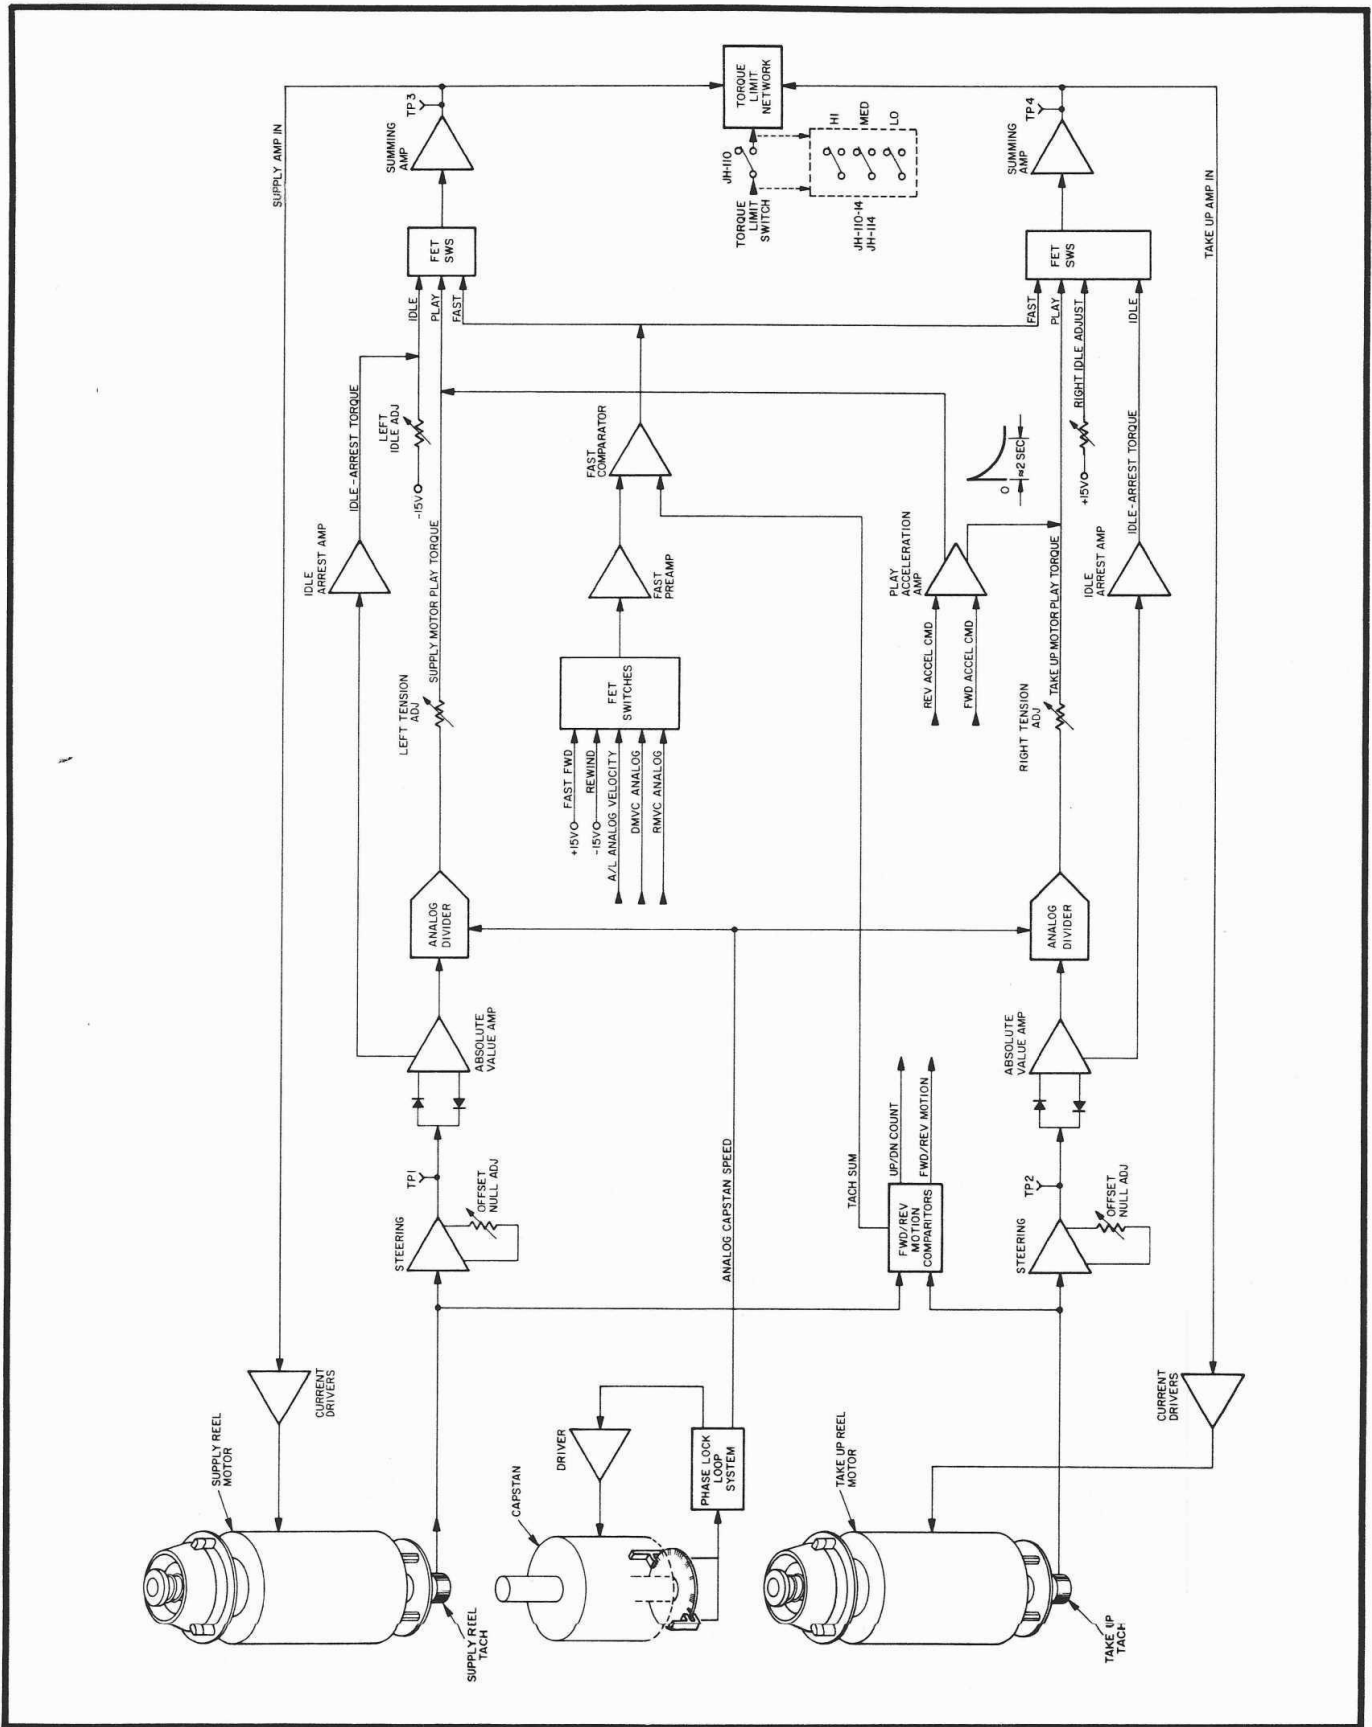 SUPPLY REEL
MOTOR
SUPPLY REEL
TACH
CURRENT
DRIVERS
SUPPLY AMP IN
STEERING
OFFSET
NULL ADJ
TP1
ABSOLUTE
VALUE AMP
ANALOG
DIVIDER
LEFT TENSION
ADJ
SUPPLY MOTOR PLAY TORQUE
IDLE
ARREST AMP
IDLE-ARREST TORQUE
-15V
LEFT
IDLE ADJ
IDLE
PLAY
FAST
FET
SWS
SUMMING
AMP
TP3
CAPSTAN
DRIVER
PHASE LOCK
LOOP
SYSTEM
ANALOG CAPSTAN SPEED
+15V
FAST FWD
-15V
REWIND
A/L ANALOG VELOCITY
DMVC ANALOG
RMVC ANALOG
FET
SWITCHES
FAST
PREAMP
FAST
COMPARATOR
TORQUE
LIMIT
SWITCH
JH-110
TORQUE
LIMIT
NETWORK
HI
MED
LO
JH-110-14
JH-114
TACH SUM
FWD/REV
MOTION
COMPARITORS
UP/DN COUNT
FWD/REV MOTION
REV ACCEL CMD
FWD ACCEL CMD
PLAY
ACCELERATION
AMP
0
≈2 SEC
TAKE UP REEL
MOTOR
TAKE UP
TACH
CURRENT
DRIVERS
TAKE UP AMP IN
STEERING
OFFSET
NULL ADJ
TP2
ABSOLUTE
VALUE AMP
ANALOG
DIVIDER
RIGHT TENSION
ADJ
TAKE UP MOTOR PLAY TORQUE
IDLE
ARREST AMP
IDLE-ARREST TORQUE
+15V
RIGHT IDLE ADJUST
FAST
PLAY
IDLE
FET
SWS
SUMMING
AMP
TP4